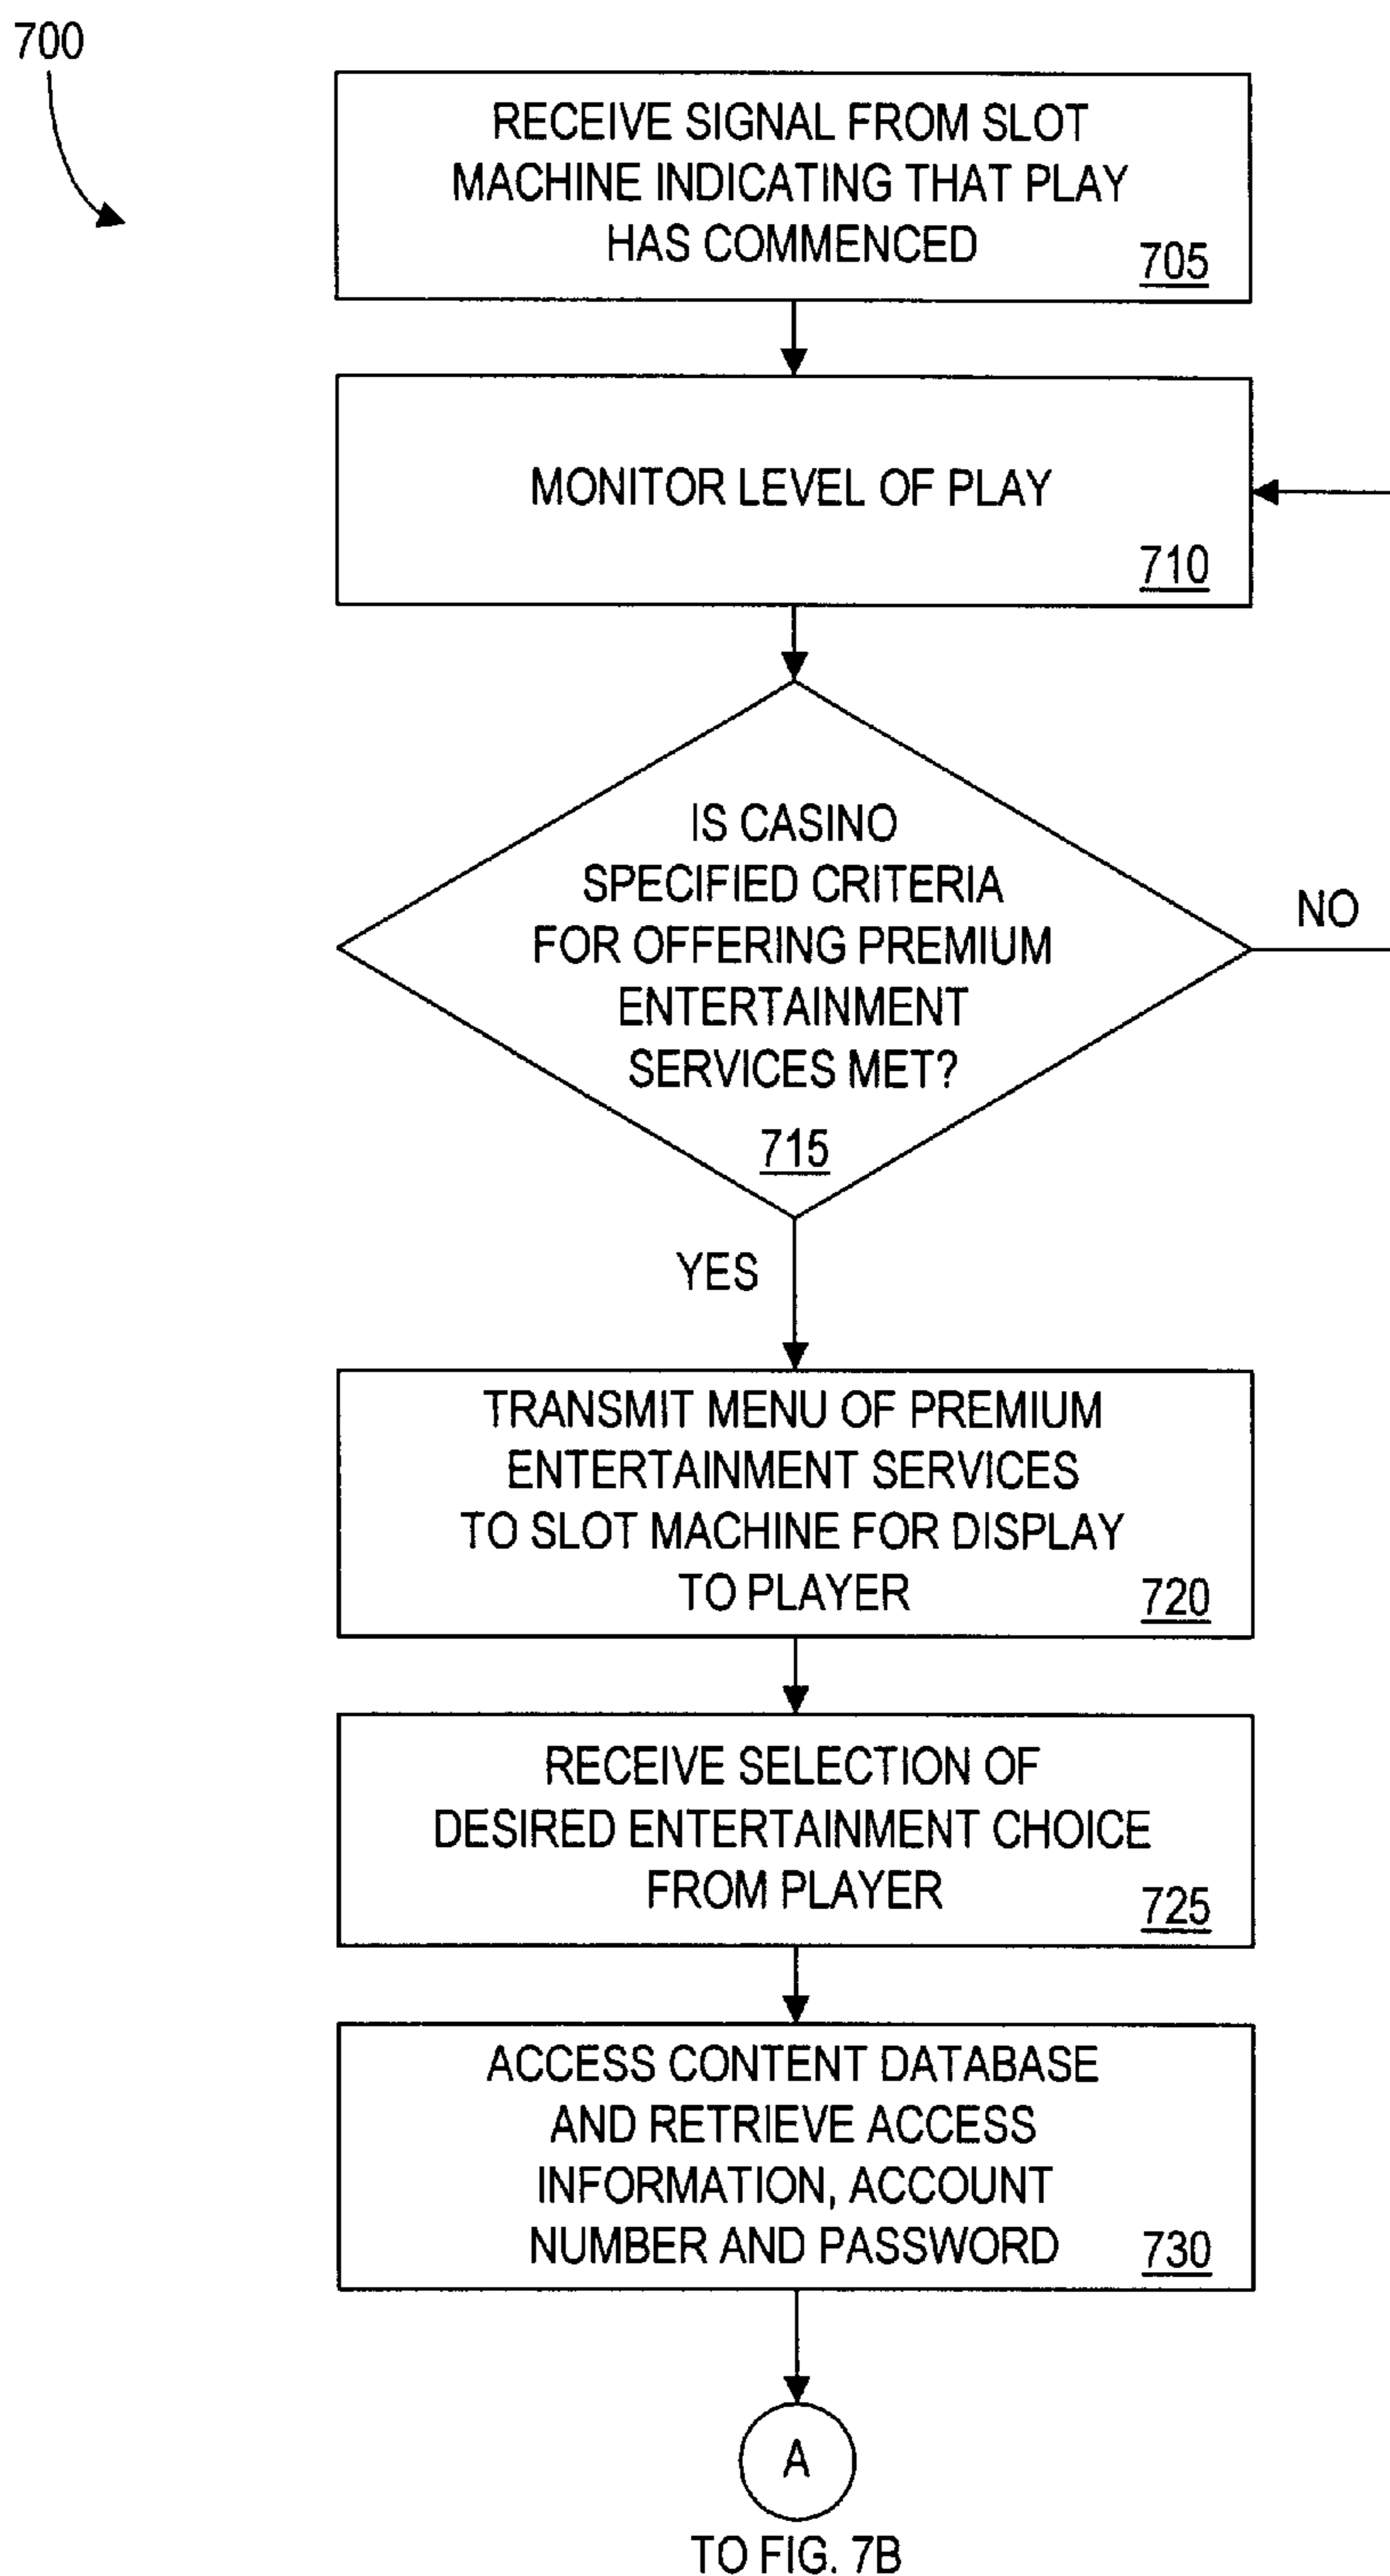 700
RECEIVE SIGNAL FROM SLOT
MACHINE INDICATING THAT PLAY
HAS COMMENCED
705
MONITOR LEVEL OF PLAY
710
IS CASINO
SPECIFIED CRITERIA
FOR OFFERING PREMIUM
ENTERTAINMENT
SERVICES MET?
715
NO
YES
TRANSMIT MENU OF PREMIUM
ENTERTAINMENT SERVICES
TO SLOT MACHINE FOR DISPLAY
TO PLAYER
720
RECEIVE SELECTION OF
DESIRED ENTERTAINMENT CHOICE
FROM PLAYER
725
ACCESS CONTENT DATABASE
AND RETRIEVE ACCESS
INFORMATION, ACCOUNT
NUMBER AND PASSWORD
730
A
TO FIG. 7B